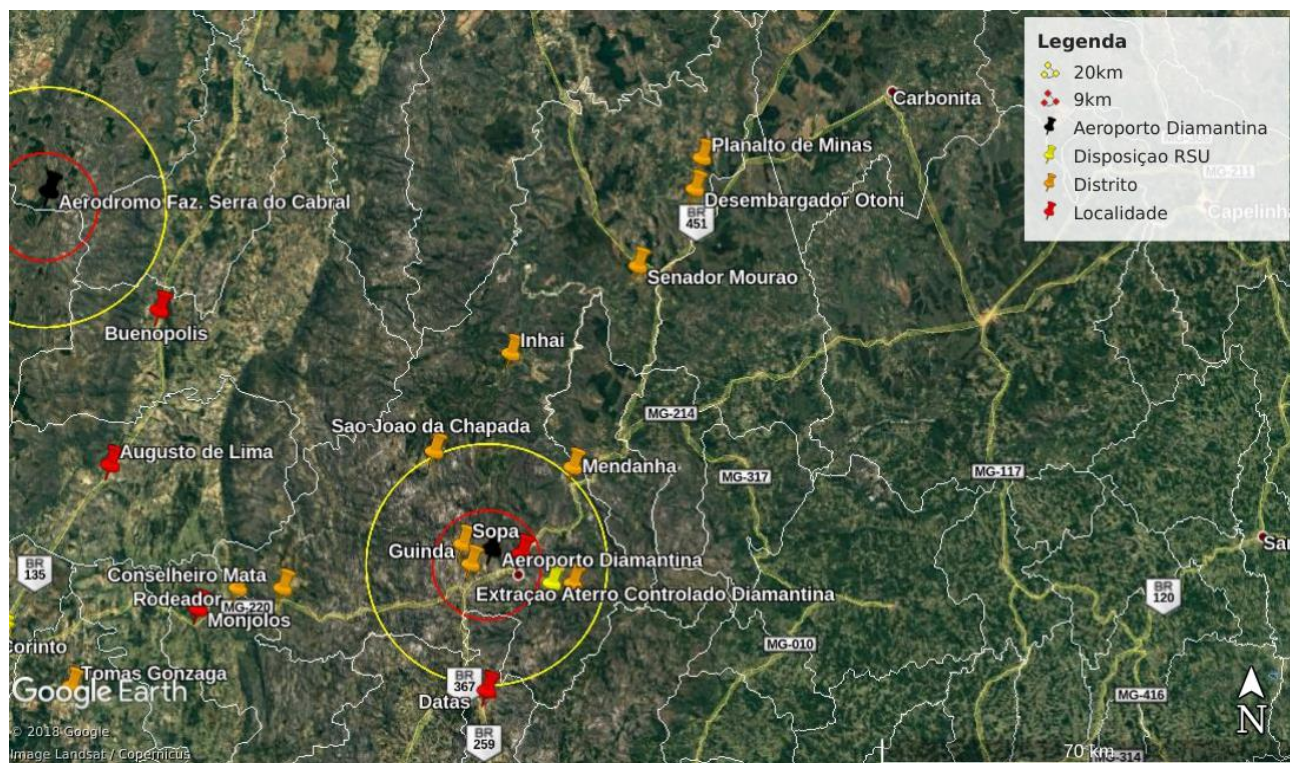 Legenda
20km
9km
Aeroporto Diamantina
Disposiçao RSU
Distrito
Localidade
Carbonita
Planalto de Minas
MG-211
Aerodromo Faz. Serra do Cabral
Desembargador Otoni
BR
451
Capelinha
Senador Mourao
Buenopolis
Inhai
MG-214
Sao Joao da Chapada
Augusto de Lima
Mendanha
MG-317
MG-117
Sopa
Guinda
Aeroporto Diamantina
San
BR
135
Conselheiro Mata
Rodeador
MG-220
Monjolos
Extraçao Aterro Controlado Diamantina
BR
120
Corinto
MG-010
Tomas Gonzaga
Google Earth
BR
367
Datas
MG-416
N
BR
259
© 2018 Google
Image Landsat / Copernicus
70 km
MG-314